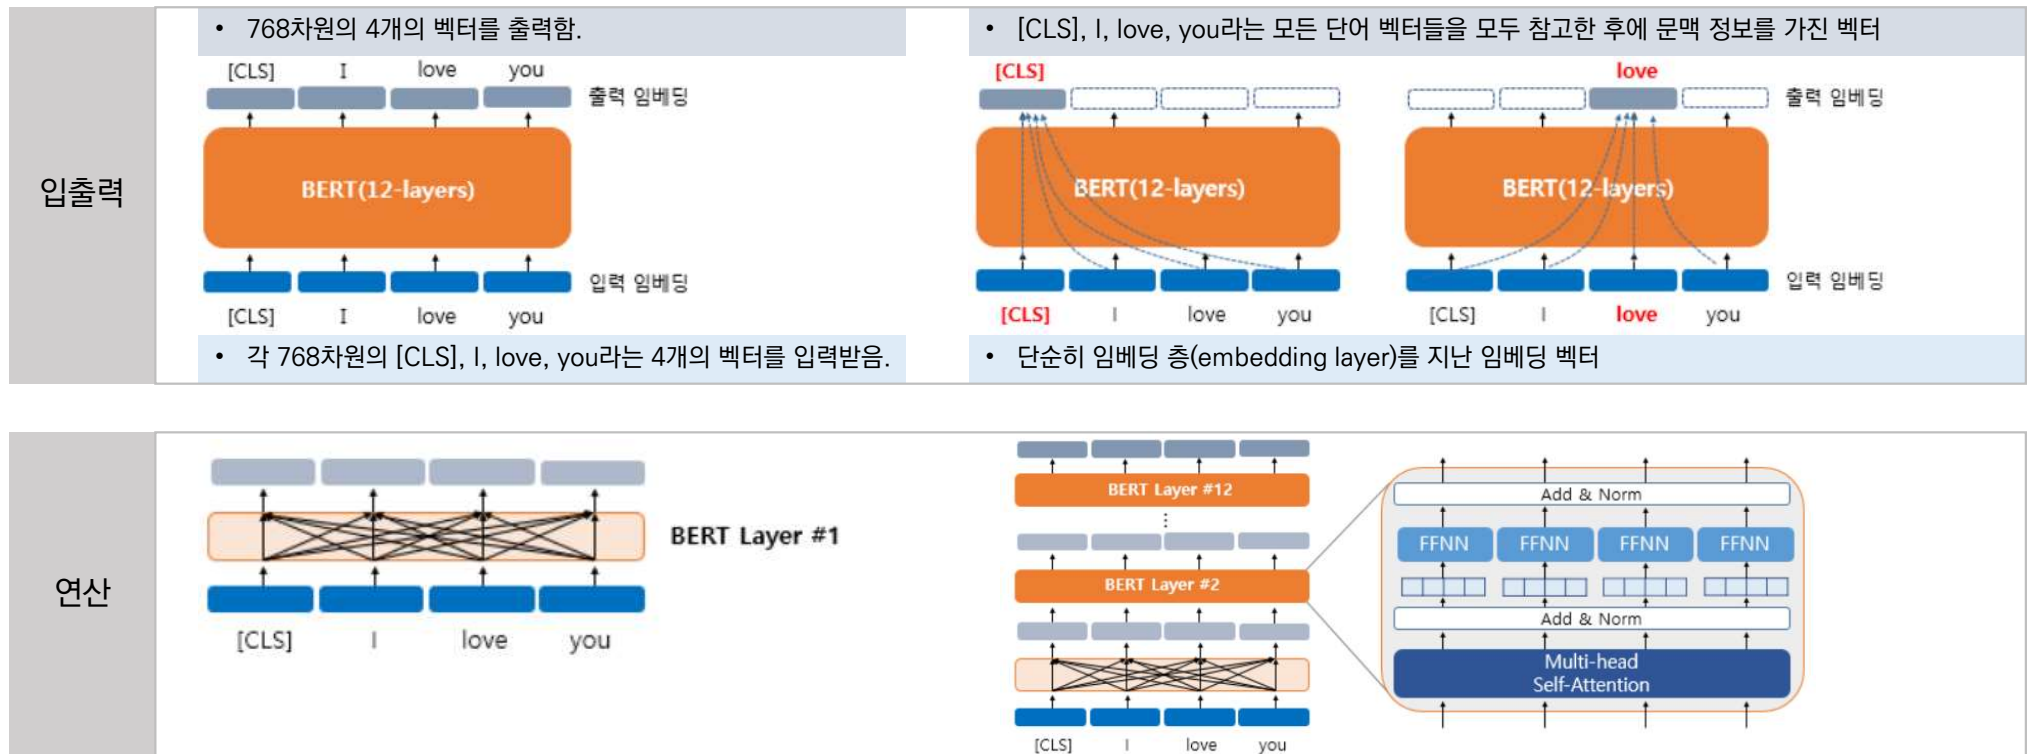 입출력
• 768차원의 4개의 벡터를 출력함.
[CLS] I love you
출력 임베딩
BERT(12-layers)
입력 임베딩
[CLS] I love you
• 각 768차원의 [CLS], I, love, you라는 4개의 벡터를 입력받음.
• [CLS], I, love, you라는 모든 단어 벡터들을 모두 참고한 후에 문맥 정보를 가진 벡터
[CLS]
BERT(12-layers)
[CLS] I love you
love
출력 임베딩
BERT(12-layers)
입력 임베딩
[CLS] I love you
• 단순히 임베딩 층(embedding layer)를 지난 임베딩 벡터
연산
BERT Layer #1
[CLS] I love you
BERT Layer #12
⋮
BERT Layer #2
[CLS] I love you
Add & Norm
FFNN FFNN FFNN FFNN
Add & Norm
Multi-head
Self-Attention